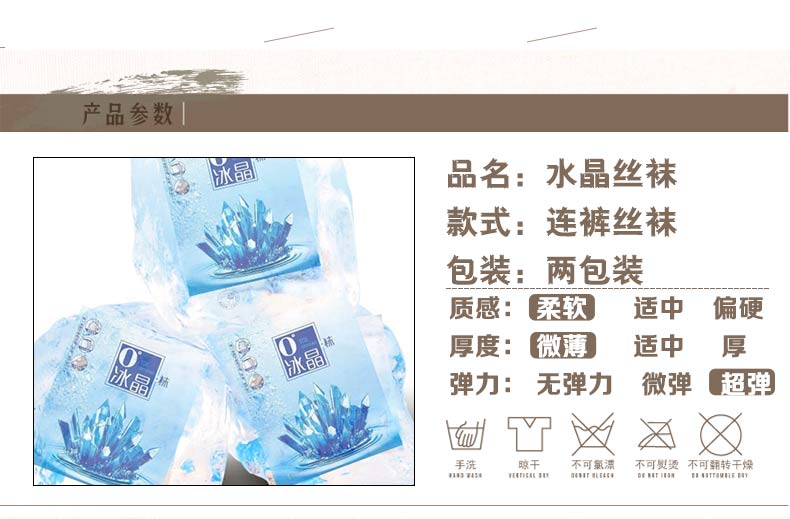 产品参数
0°
冰晶
袜
0°
冰晶
袜
品名：水晶丝袜
款式：连裤丝袜
包装：两包装
质感：柔软 适中 偏硬
厚度：微薄 适中 厚
弹力：无弹力 微弹 超弹
手洗 晾干 不可氯漂 不可熨烫 不可翻转干燥
HAND WASH VERTICAL DRY DONOT BLEACH DO NOT IRON DO NOTTUMBLE DRY
冰晶
袜